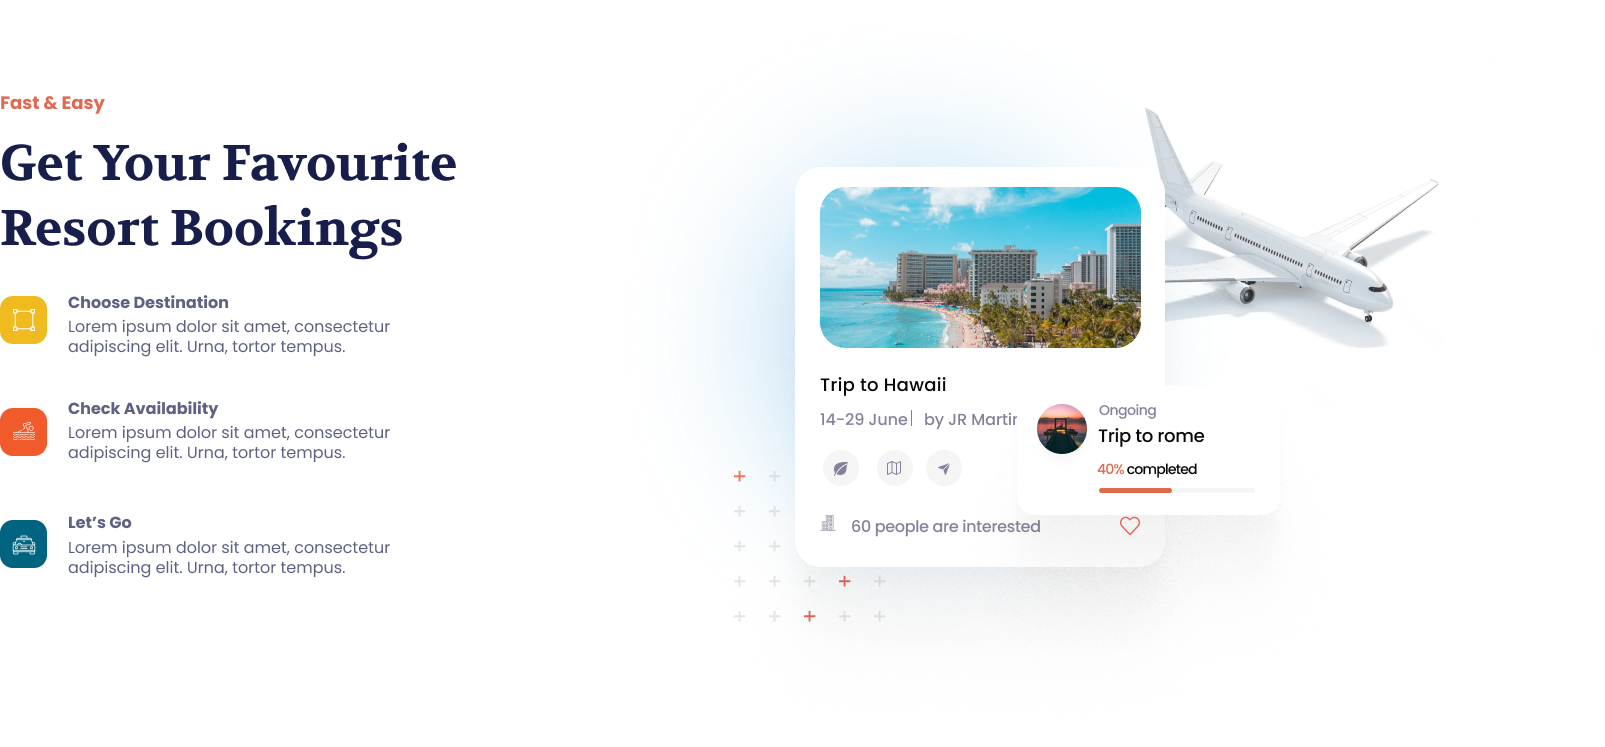 Fast & Easy
Get Your Favourite
Resort Bookings
Choose Destination
Lorem ipsum dolor sit amet, consectetur
adipiscing elit. Urna, tortor tempus.
Check Availability
Lorem ipsum dolor sit amet, consectetur
adipiscing elit. Urna, tortor tempus.
Let’s Go
Lorem ipsum dolor sit amet, consectetur
adipiscing elit. Urna, tortor tempus.
Trip to Hawaii
14-29 June| by JR Martin
60 people are interested
Ongoing
Trip to rome
40% completed